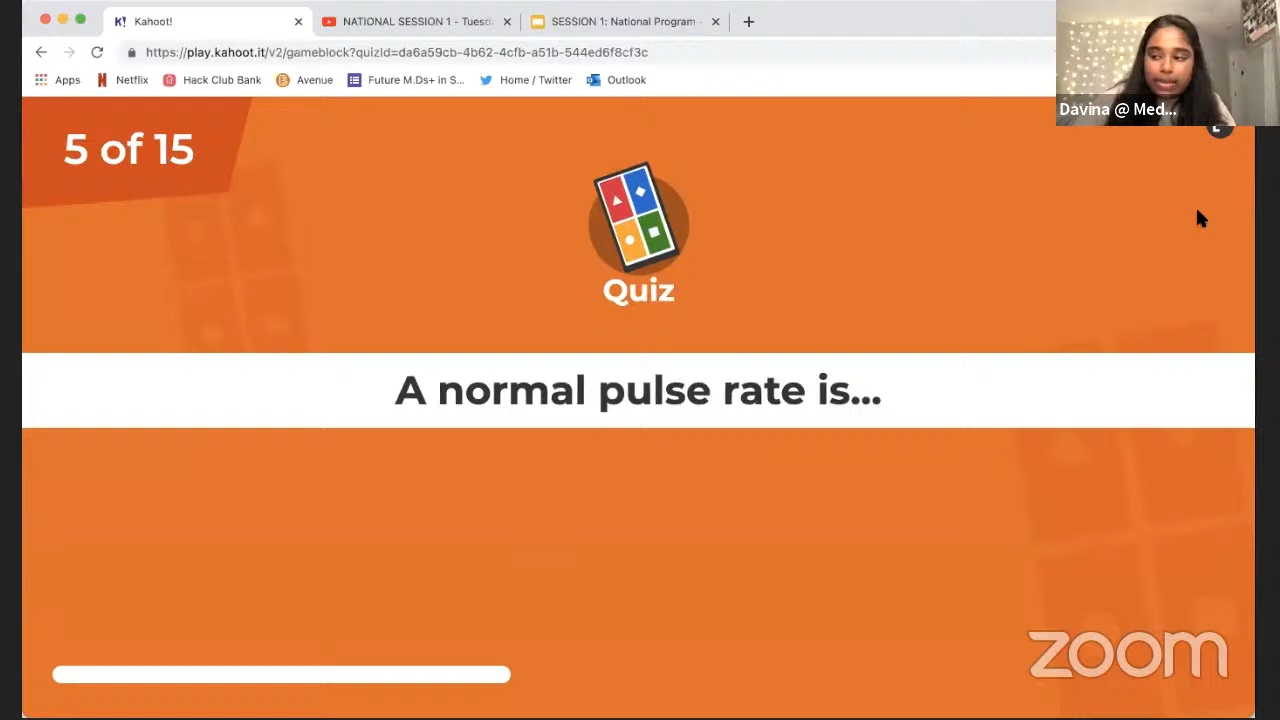 Kahoot!
NATIONAL SESSION 1 - Tuesd
SESSION 1: National Program -
https://play.kahoot.it/v2/gameblock?quizId=da6a59cb-4b62-4cfb-a51b-544ed6f8cf3c
Apps
Netflix
Hack Club Bank
Avenue
Future M.Ds+ in S...
Home / Twitter
Outlook
Davina @ Med...
5 of 15
Quiz
A normal pulse rate is...
zoom